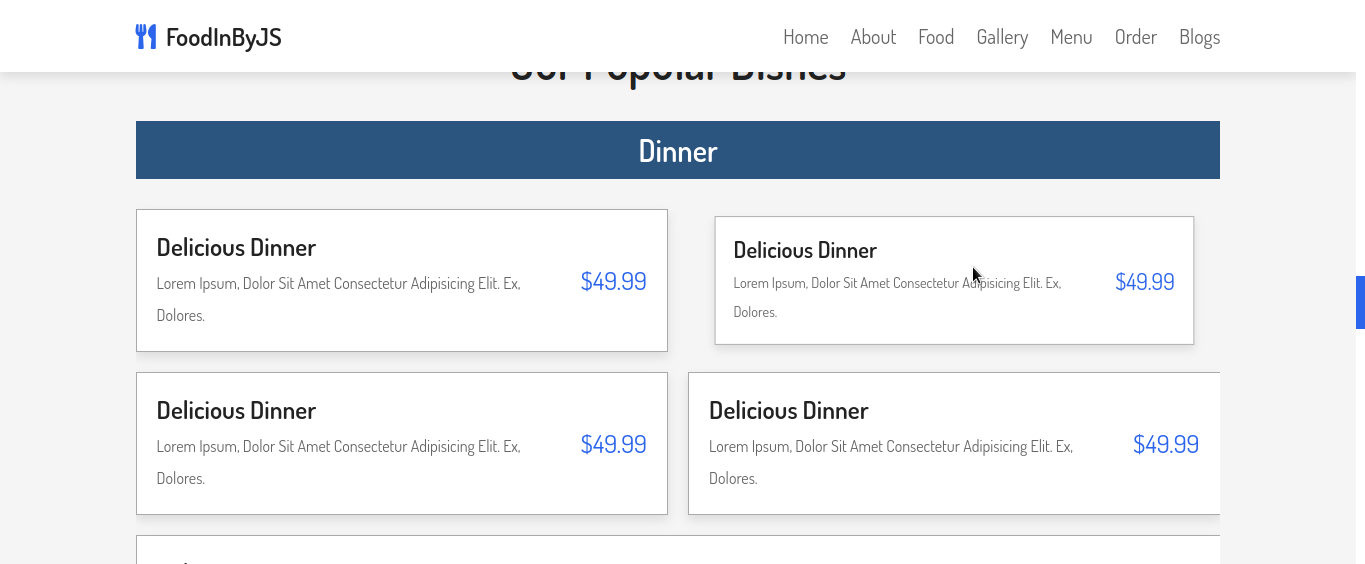 FoodInByJS
Home About Food Gallery Menu Order Blogs
Our Popular Dishes
Dinner
Delicious Dinner
Lorem Ipsum, Dolor Sit Amet Consectetur Adipisicing Elit. Ex,
Dolores.
$49.99
Delicious Dinner
Lorem Ipsum, Dolor Sit Amet Consectetur Adipisicing Elit. Ex,
Dolores.
$49.99
Delicious Dinner
Lorem Ipsum, Dolor Sit Amet Consectetur Adipisicing Elit. Ex,
Dolores.
$49.99
Delicious Dinner
Lorem Ipsum, Dolor Sit Amet Consectetur Adipisicing Elit. Ex,
Dolores.
$49.99